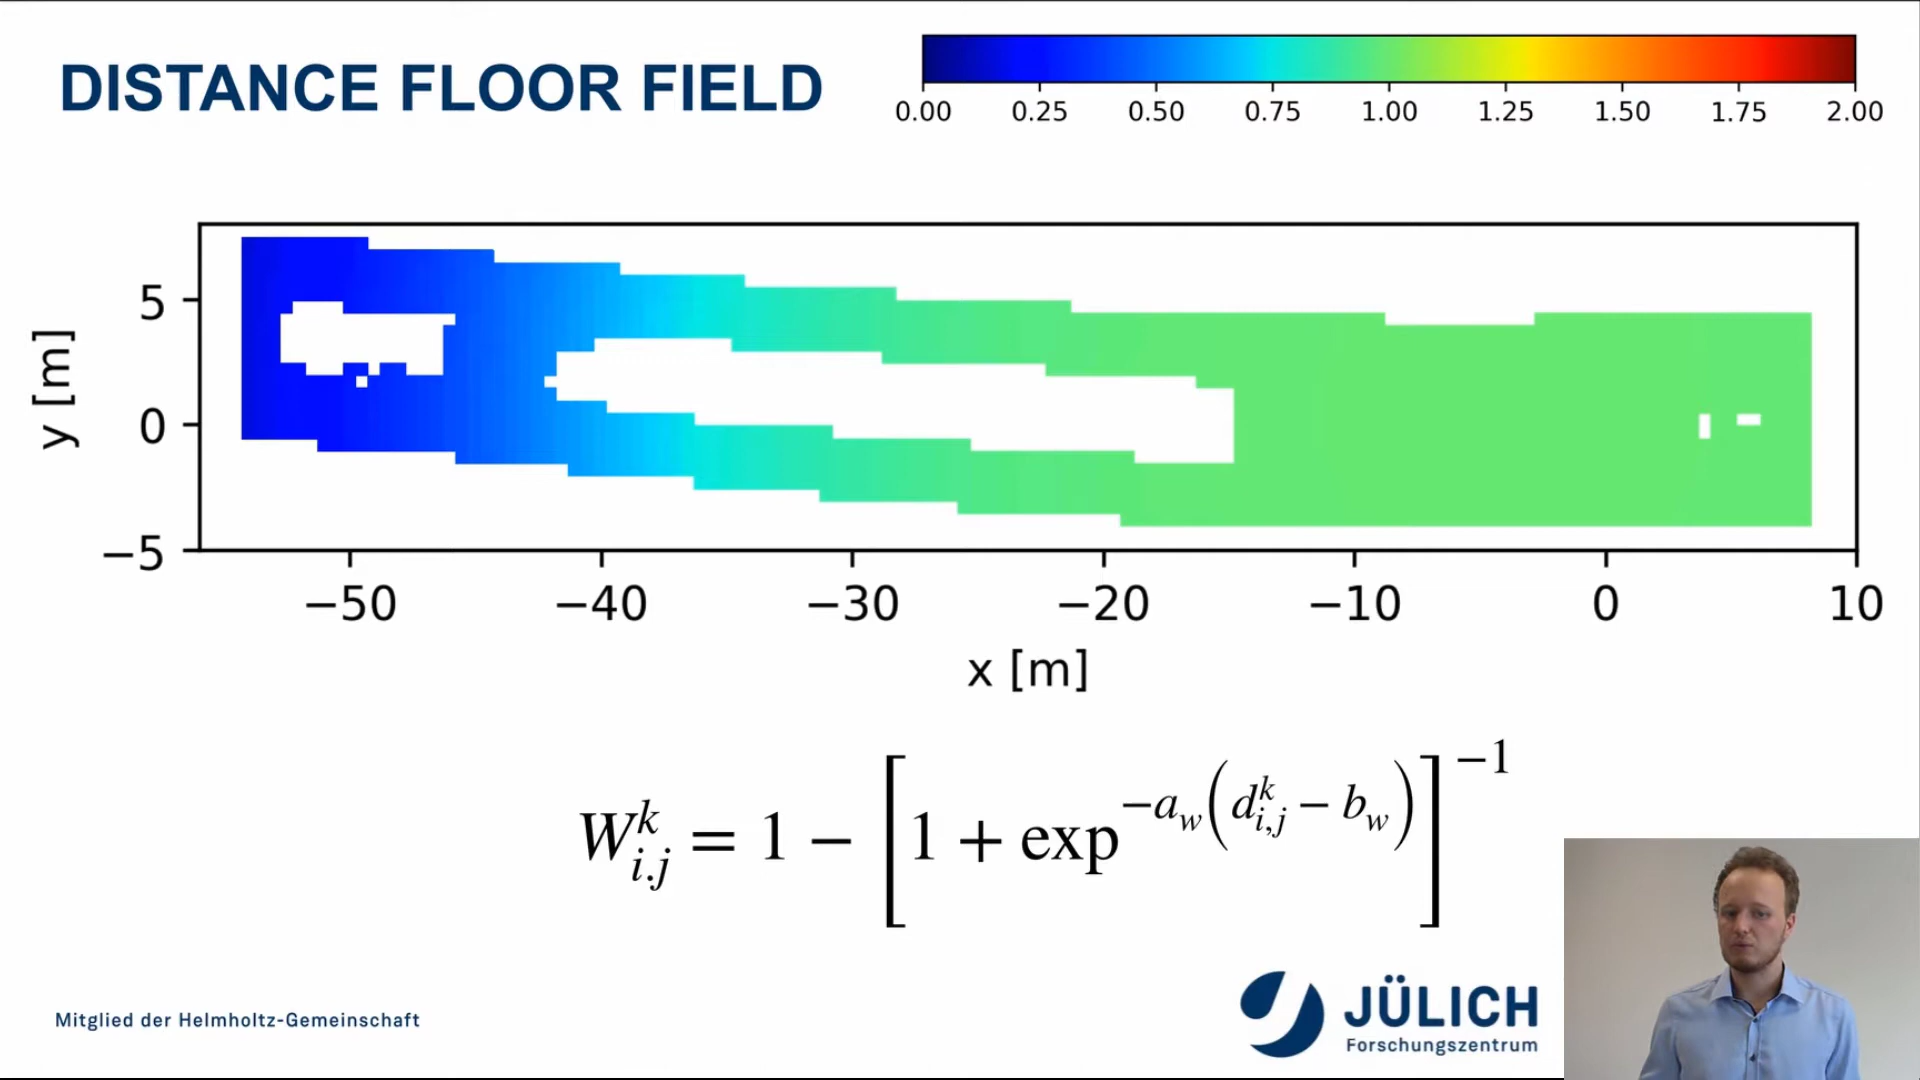 DISTANCE FLOOR FIELD
0.00 0.25 0.50 0.75 1.00 1.25 1.50 1.75 2.00
5
0
−5
y [m]
−50 −40 −30 −20 −10 0 10
x [m]
W^k_{i.j} = 1 − [1 + exp^{−a_w(d^k_{i,j} − b_w)}]^{−1}
Mitglied der Helmholtz-Gemeinschaft
JÜLICH
Forschungszentrum